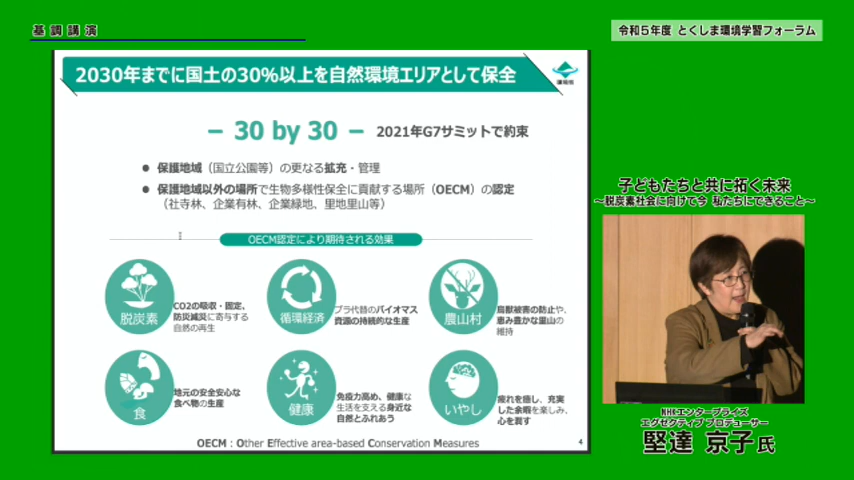 基調講演
令和5年度 とくしま環境学習フォーラム
2030年までに国土の30%以上を自然環境エリアとして保全
環境省
− 30 by 30 − 2021年G7サミットで約束
● 保護地域（国立公園等）の更なる拡充・管理
● 保護地域以外の場所で生物多様性保全に貢献する場所（OECM）の認定
（社寺林、企業有林、企業緑地、里地里山等）
OECM認定により期待される効果
脱炭素
CO2の吸収・固定、
防災減災に寄与する
自然の再生
循環経済
プラ代替のバイオマス
資源の持続的な生産
農山村
鳥獣被害の防止や、
恵み豊かな里山の
維持
食
地元の安全安心な
食べ物の生産
健康
免疫力高め、健康な
生活を支える身近な
自然とふれあう
いやし
疲れを癒し、充実
した余暇を楽しみ、
心を潤す
OECM：Other Effective area-based Conservation Measures
4
子どもたちと共に拓く未来
～脱炭素社会に向けて今 私たちにできること～
NHKエンタープライズ
エグゼクティブ プロデューサー
堅達 京子 氏